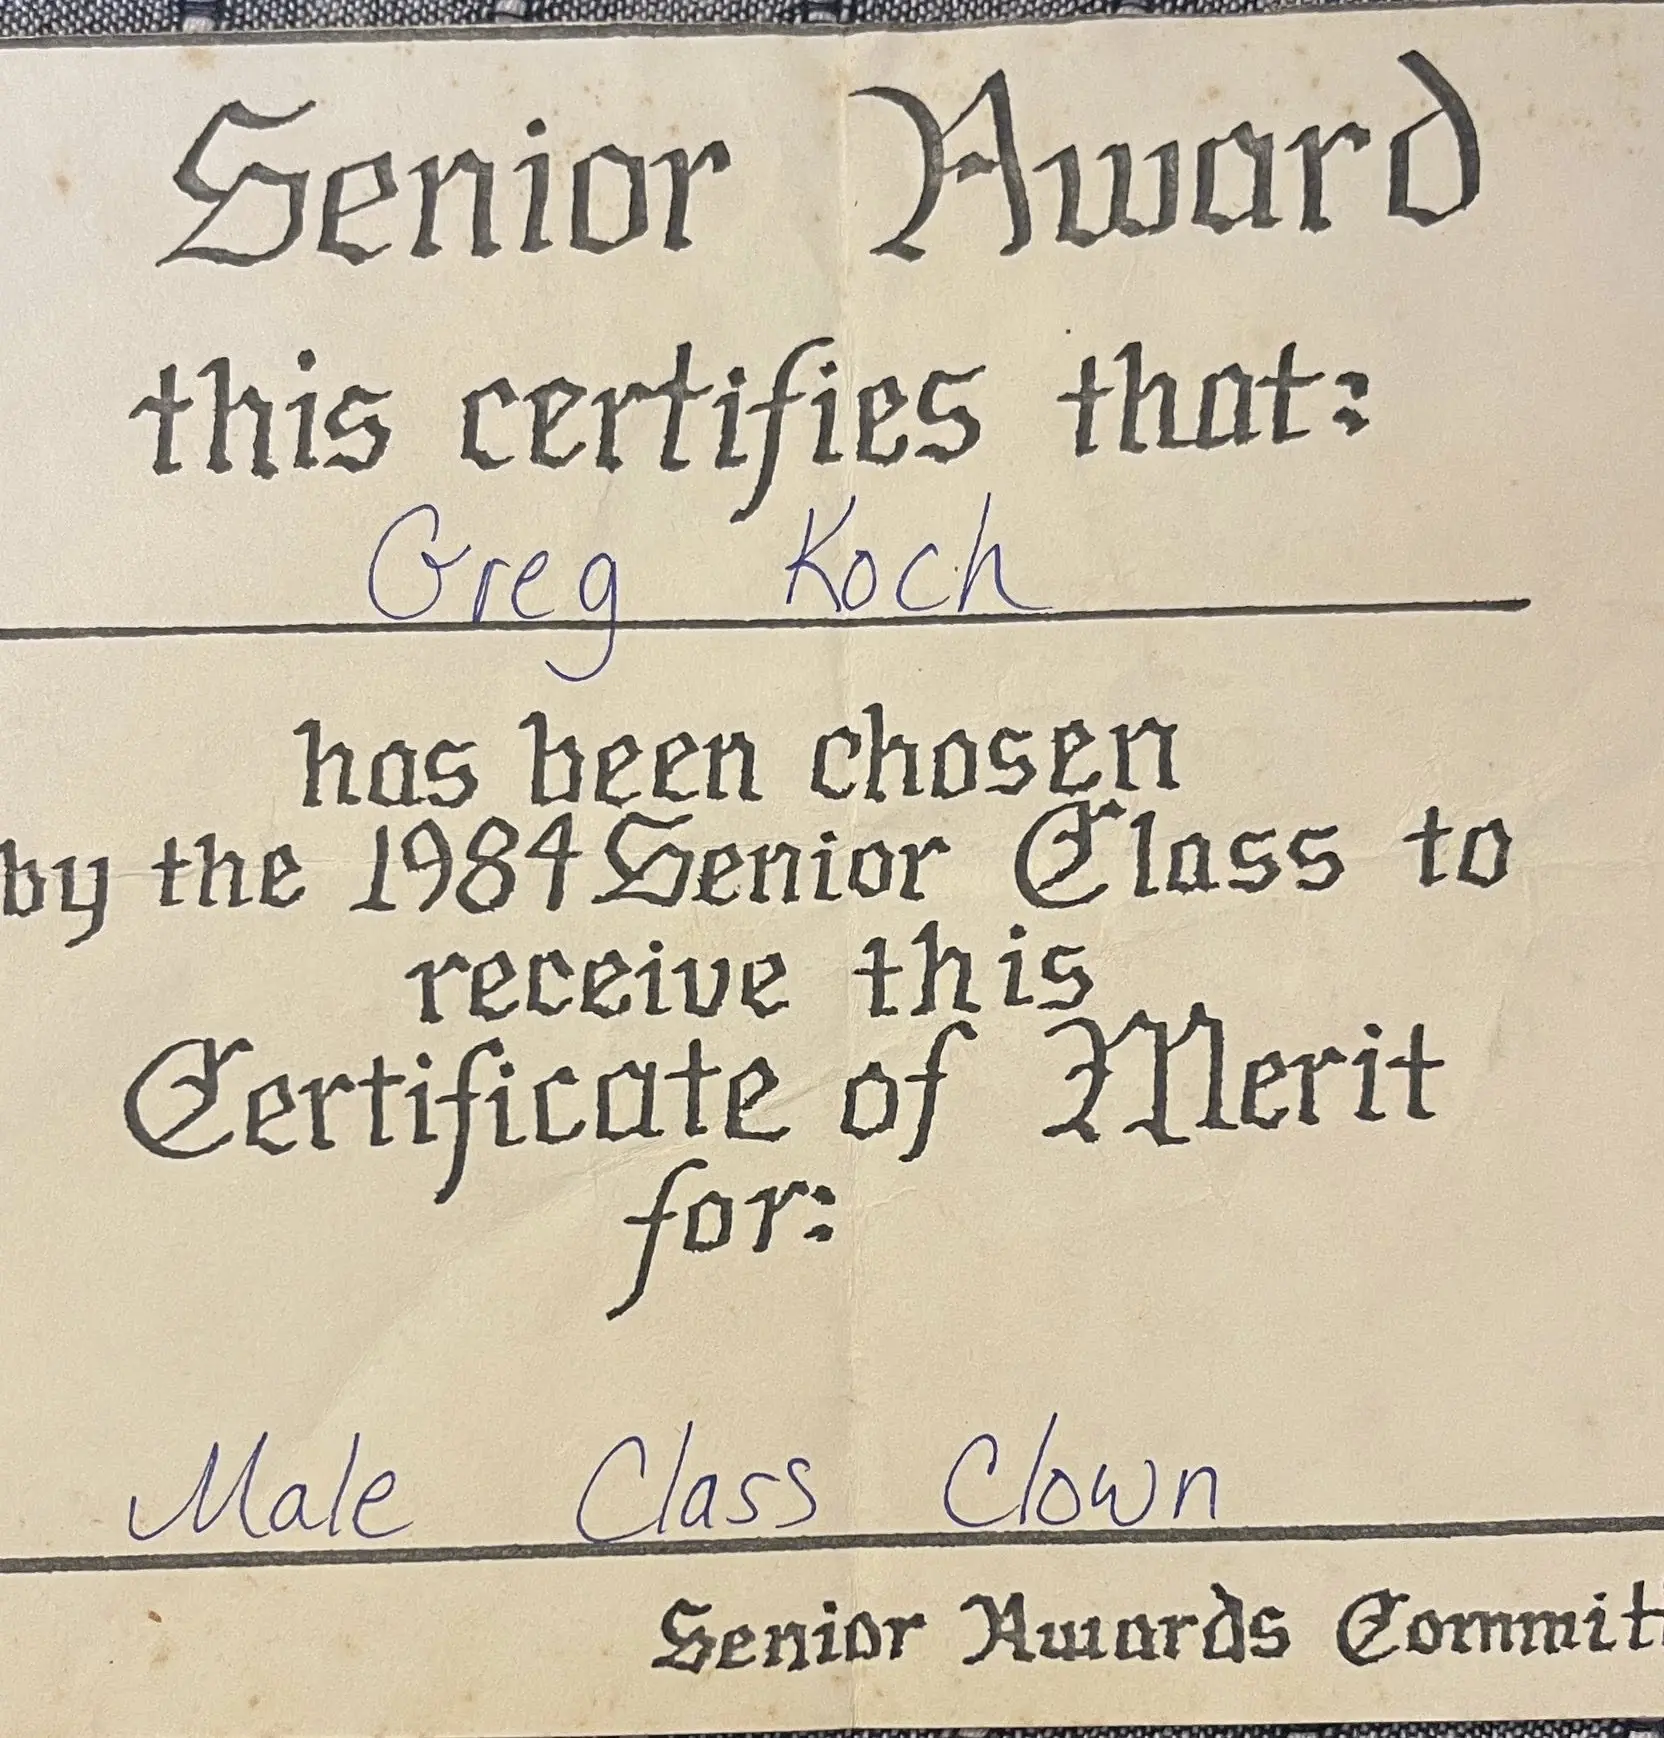 Senior Award
this certifies that:
Greg Koch
has been chosen
by the 1984 Senior Class to
receive this
Certificate of Merit
for:
Male Class Clown
Senior Awards Committ